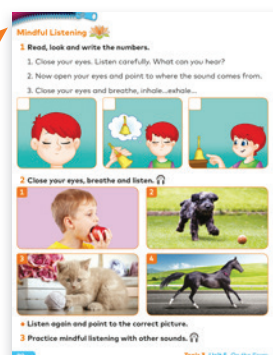 Mindful Listening
1 Read, look and write the numbers.
1. Close your eyes. Listen carefully. What can you hear?
2. Now open your eyes and point to where the sound comes from.
3. Close your eyes and breathe, inhale...exhale...
2 Close your eyes, breathe and listen.
1
2
3
4
Listen again and point to the correct picture.
3 Practice mindful listening with other sounds.